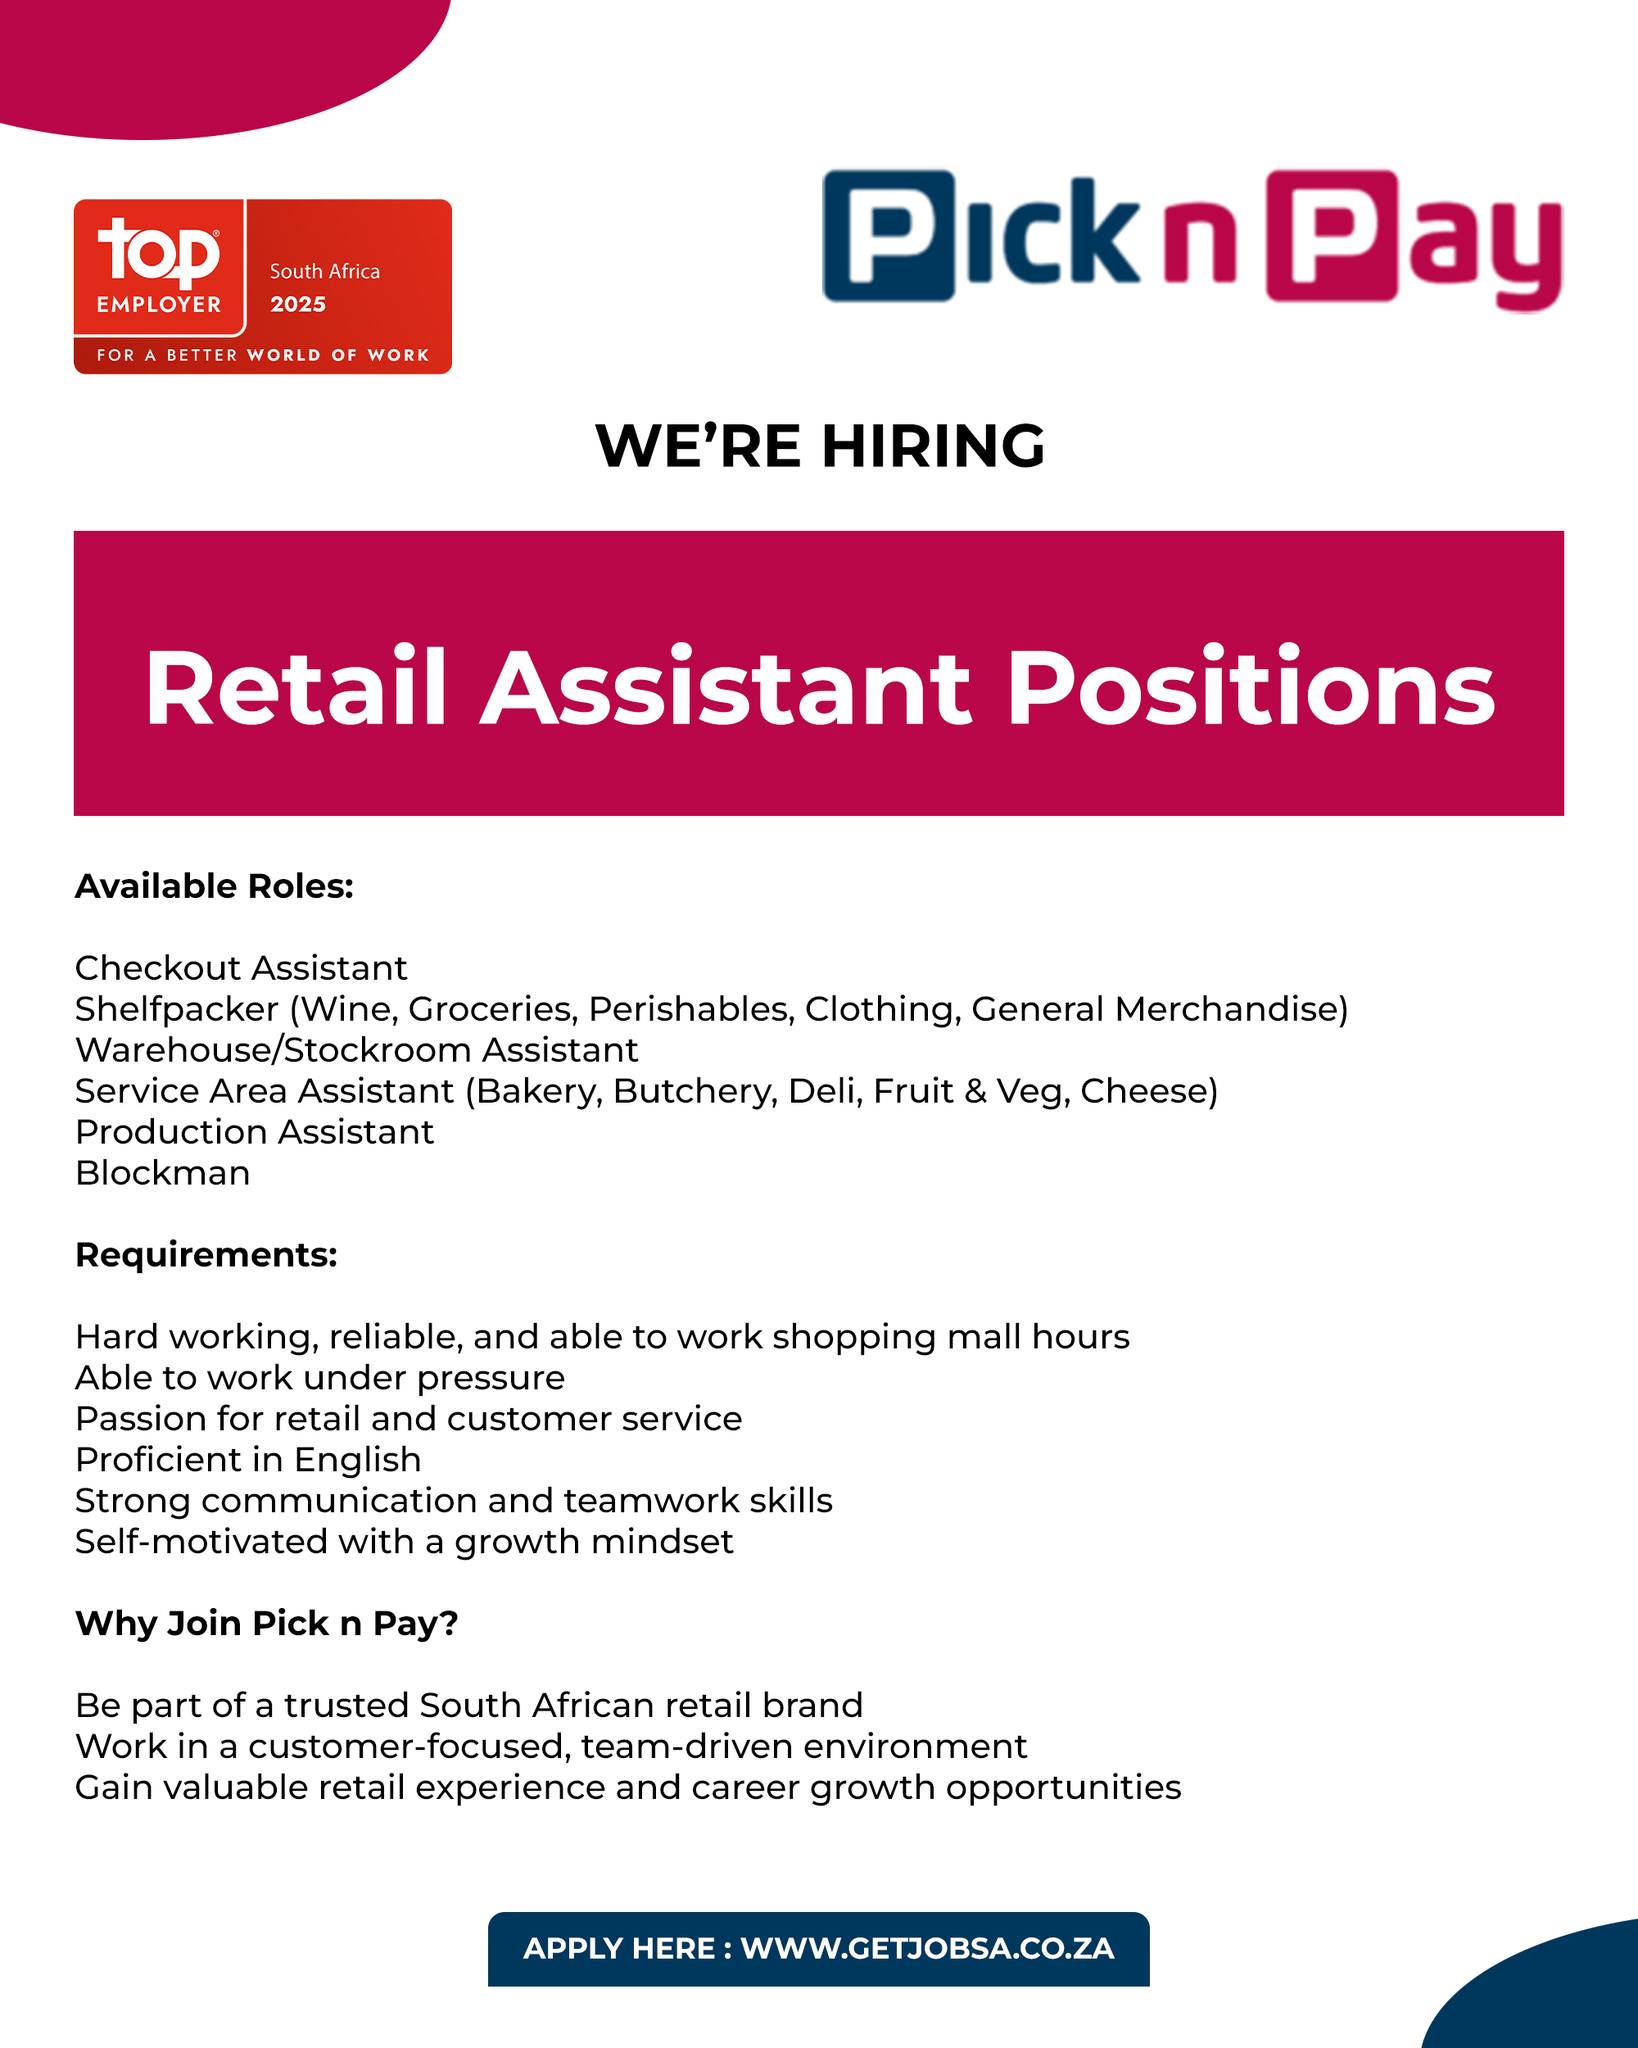 top®
EMPLOYER
South Africa
2025
FOR A BETTER WORLD OF WORK
Pick n Pay
WE’RE HIRING
Retail Assistant Positions
Available Roles:
Checkout Assistant
Shelfpacker (Wine, Groceries, Perishables, Clothing, General Merchandise)
Warehouse/Stockroom Assistant
Service Area Assistant (Bakery, Butchery, Deli, Fruit & Veg, Cheese)
Production Assistant
Blockman
Requirements:
Hard working, reliable, and able to work shopping mall hours
Able to work under pressure
Passion for retail and customer service
Proficient in English
Strong communication and teamwork skills
Self-motivated with a growth mindset
Why Join Pick n Pay?
Be part of a trusted South African retail brand
Work in a customer-focused, team-driven environment
Gain valuable retail experience and career growth opportunities
APPLY HERE : WWW.GETJOBSA.CO.ZA